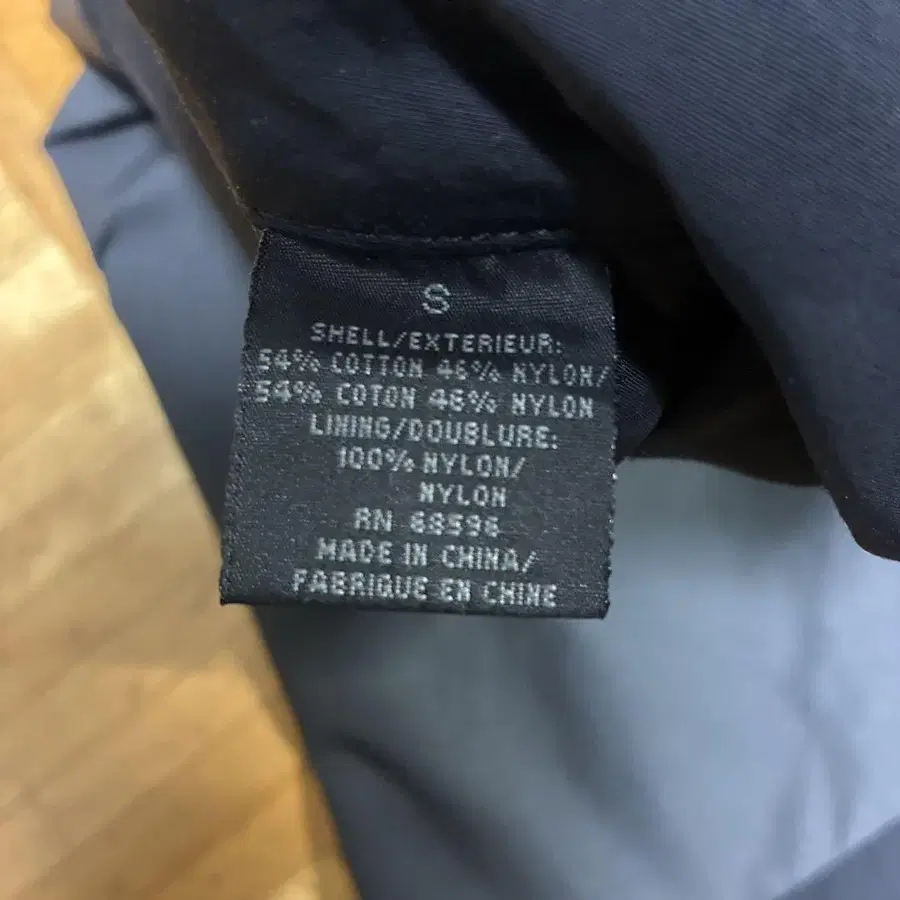 S
SHELL/EXTERIEUR:
54% COTTON 46% NYLON/
54% COTON 46% NYLON
LINING/DOUBLURE:
100% NYLON/
NYLON
RN 68596
MADE IN CHINA/
FABRIQUE EN CHINE